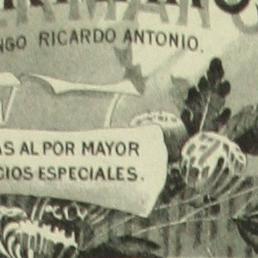 NGO RICARDO ANTONIO.
AS AL POR MAYOR
CIOS ESPECIALES.